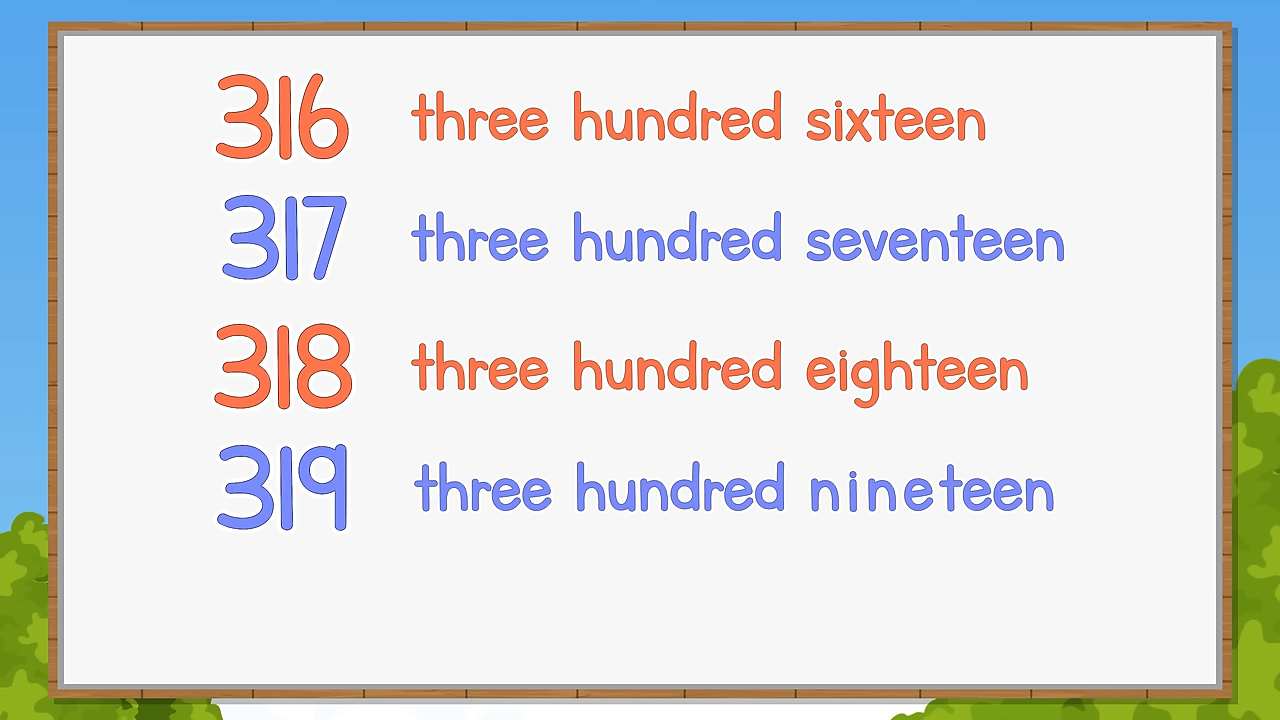 316 three hundred sixteen
317 three hundred seventeen
318 three hundred eighteen
319 three hundred nineteen